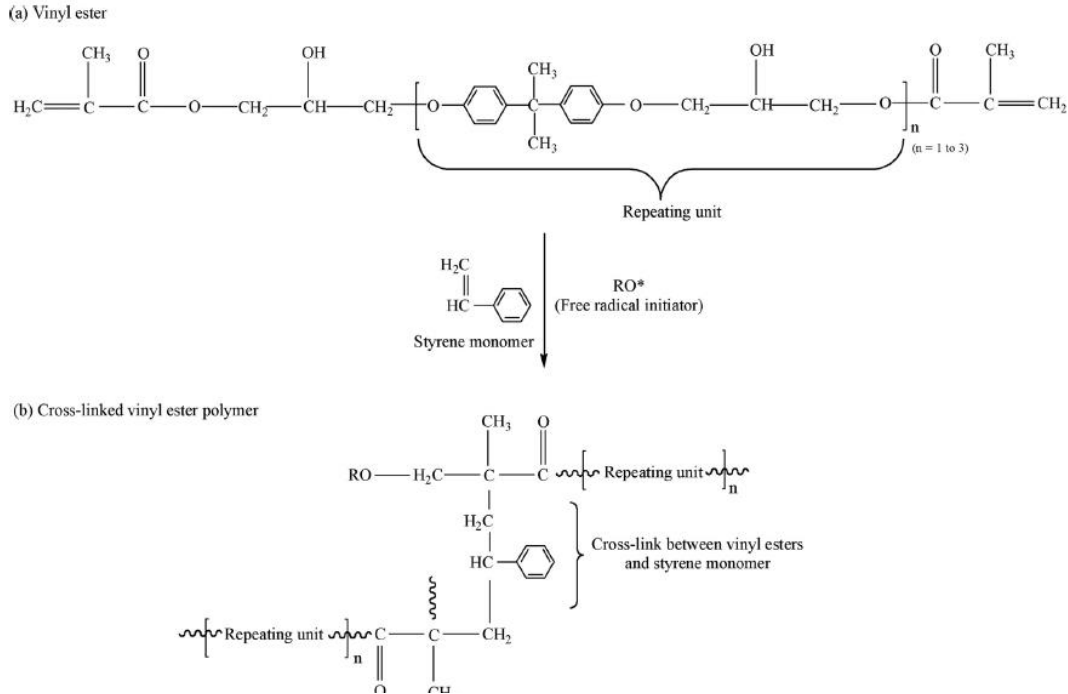 (a) Vinyl ester
CH₃ O OH CH₃ OH O CH₃
H₂C C C O CH₂ CH CH₂ O C O CH₂ CH CH₂ O C C CH₂
CH₃ n
(n = 1 to 3)
Repeating unit
H₂C
HC
RO*
(Free radical initiator)
Styrene monomer
(b) Cross-linked vinyl ester polymer
CH₃ O
RO H₂C C C Repeating unit
n
H₂C
HC
Cross-link between vinyl esters
and styrene monomer
Repeating unit C C CH₂
n
O CH